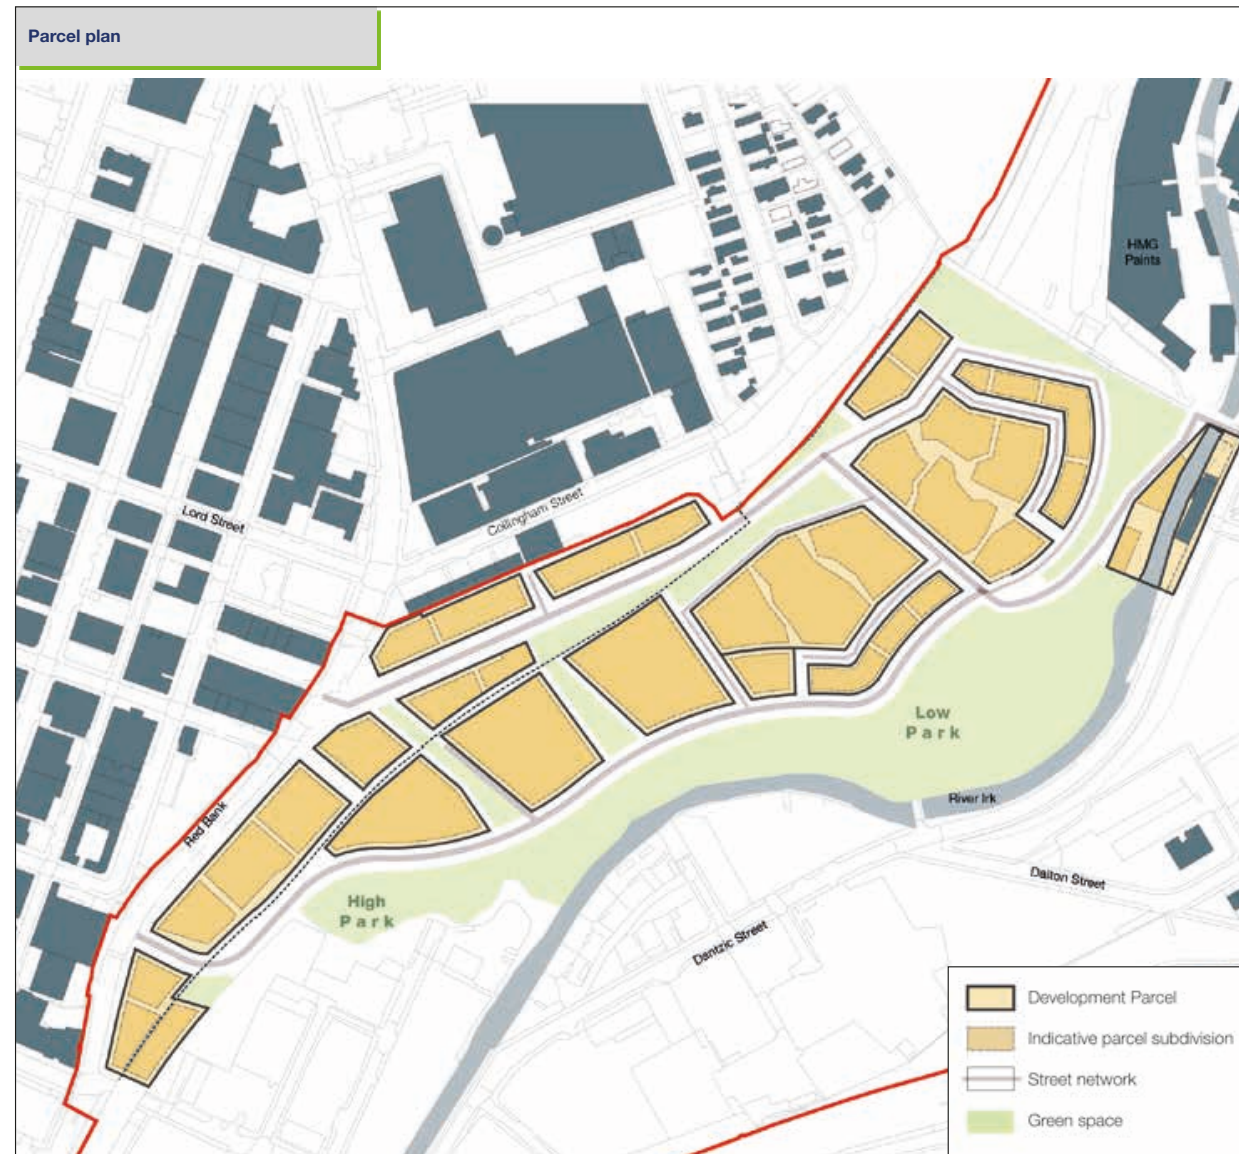 Parcel plan
HMG
Paints
Collingham Street
Lord Street
Low
Park
River Irk
Red Bank
Dalton Street
High
Park
Dantzic Street
Development Parcel
Indicative parcel subdivision
Street network
Green space